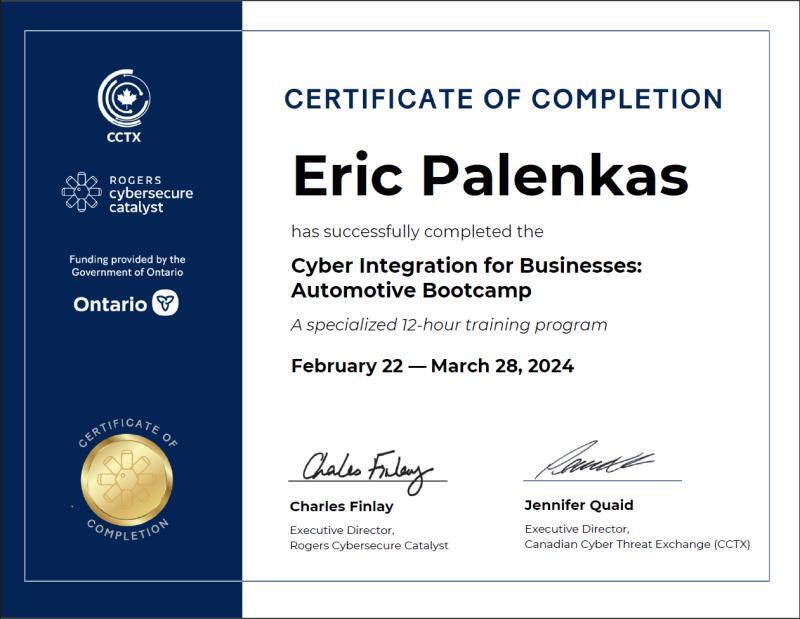 CCTX
ROGERS
cybersecure
catalyst
Funding provided by the
Government of Ontario
Ontario
CERTIFICATE OF
COMPLETION
CERTIFICATE OF COMPLETION
Eric Palenkas
has successfully completed the
Cyber Integration for Businesses:
Automotive Bootcamp
A specialized 12-hour training program
February 22 — March 28, 2024
Charles Finlay
Charles Finlay
Executive Director,
Rogers Cybersecure Catalyst
Jennifer Quaid
Executive Director,
Canadian Cyber Threat Exchange (CCTX)